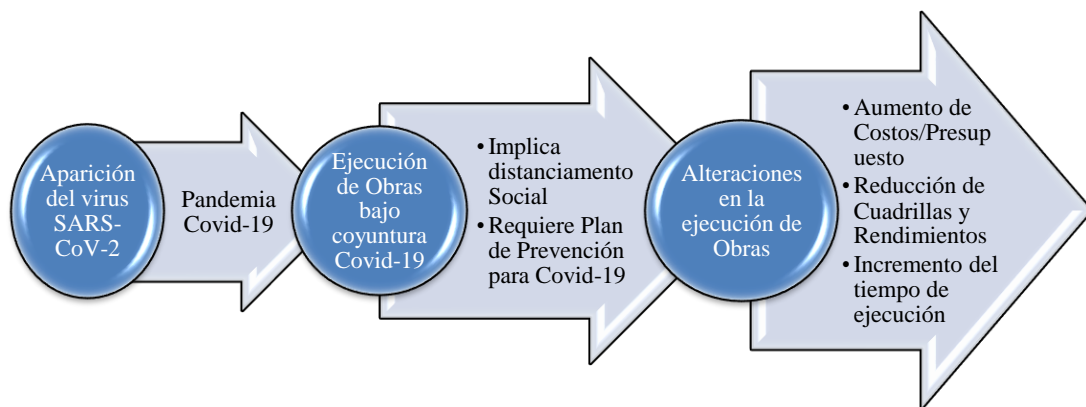 Aparición
del virus
SARS-
CoV-2
Pandemia
Covid-19
Ejecución
de Obras
bajo
coyuntura
Covid-19
• Implica
distanciamento
Social
• Requiere Plan
de Prevención
para Covid-19
Alteraciones
en la
ejecución de
Obras
• Aumento de
Costos/Presup
uesto
• Reducción de
Cuadrillas y
Rendimientos
• Incremento del
tiempo de
ejecución